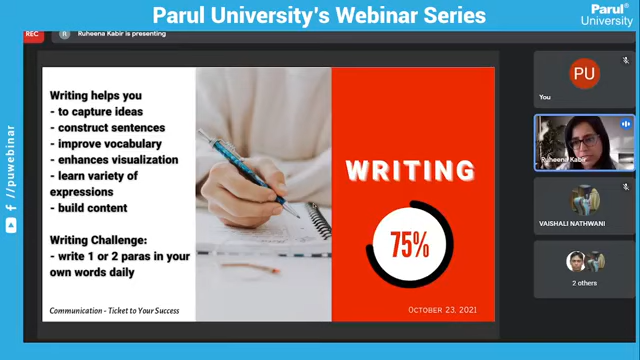 Parul University's Webinar Series
Parul®
University
REC
R
Ruheena Kabir is presenting
Writing helps you
- to capture ideas
- construct sentences
- improve vocabulary
- enhances visualization
- learn variety of
expressions
- build content
Writing Challenge:
- write 1 or 2 paras in your
own words daily
Communication - Ticket to Your Success
WRITING
75%
OCTOBER 23, 2021
PU
You
Ruheena Kabir
VAISHALI NATHWANI
2 others
/puwebinar